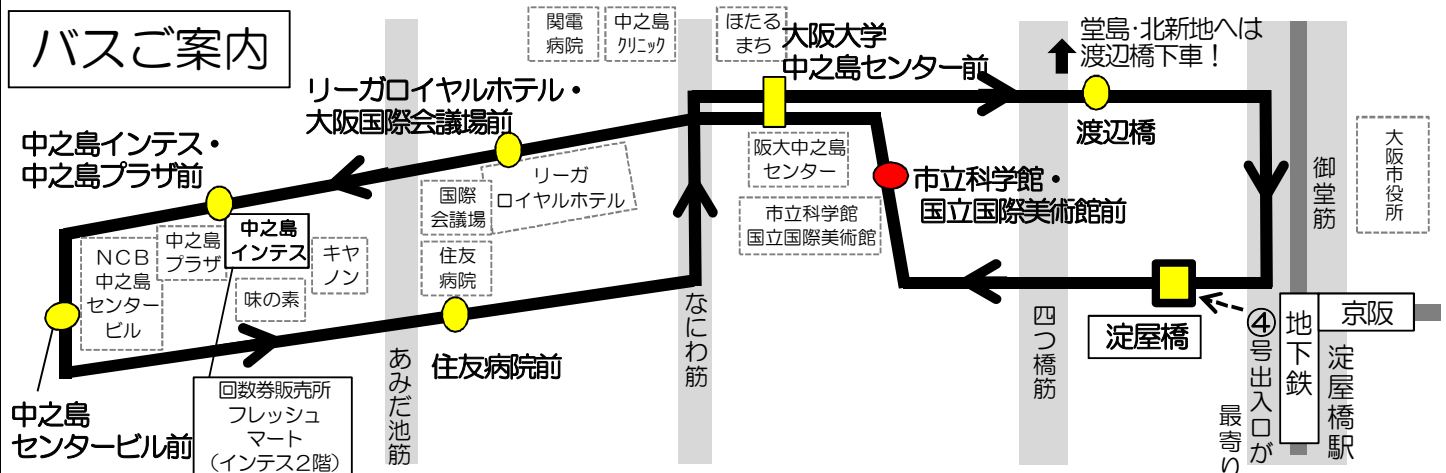 バスご案内
関電
病院
中之島
クリニック
ほたる
まち
大阪大学
中之島センター前
堂島・北新地へは
渡辺橋下車！
リーガロイヤルホテル・
大阪国際会議場前
中之島インテス・
中之島プラザ前
渡辺橋
阪大中之島
センター
市立科学館・
国立国際美術館前
市立科学館
国立国際美術館
リーガ
ロイヤルホテル
国際
会議場
住友
病院
中之島
インテス
中之島
プラザ
キヤ
ノン
味の素
NCB
中之島
センター
ビル
御堂筋
大阪市役所
なにわ筋
四つ橋筋
あみだ池筋
淀屋橋
④号出入口が
最寄り
地下鉄
京阪
淀屋橋駅
住友病院前
中之島
センタービル前
回数券販売所
フレッシュ
マート
（インテス2階）